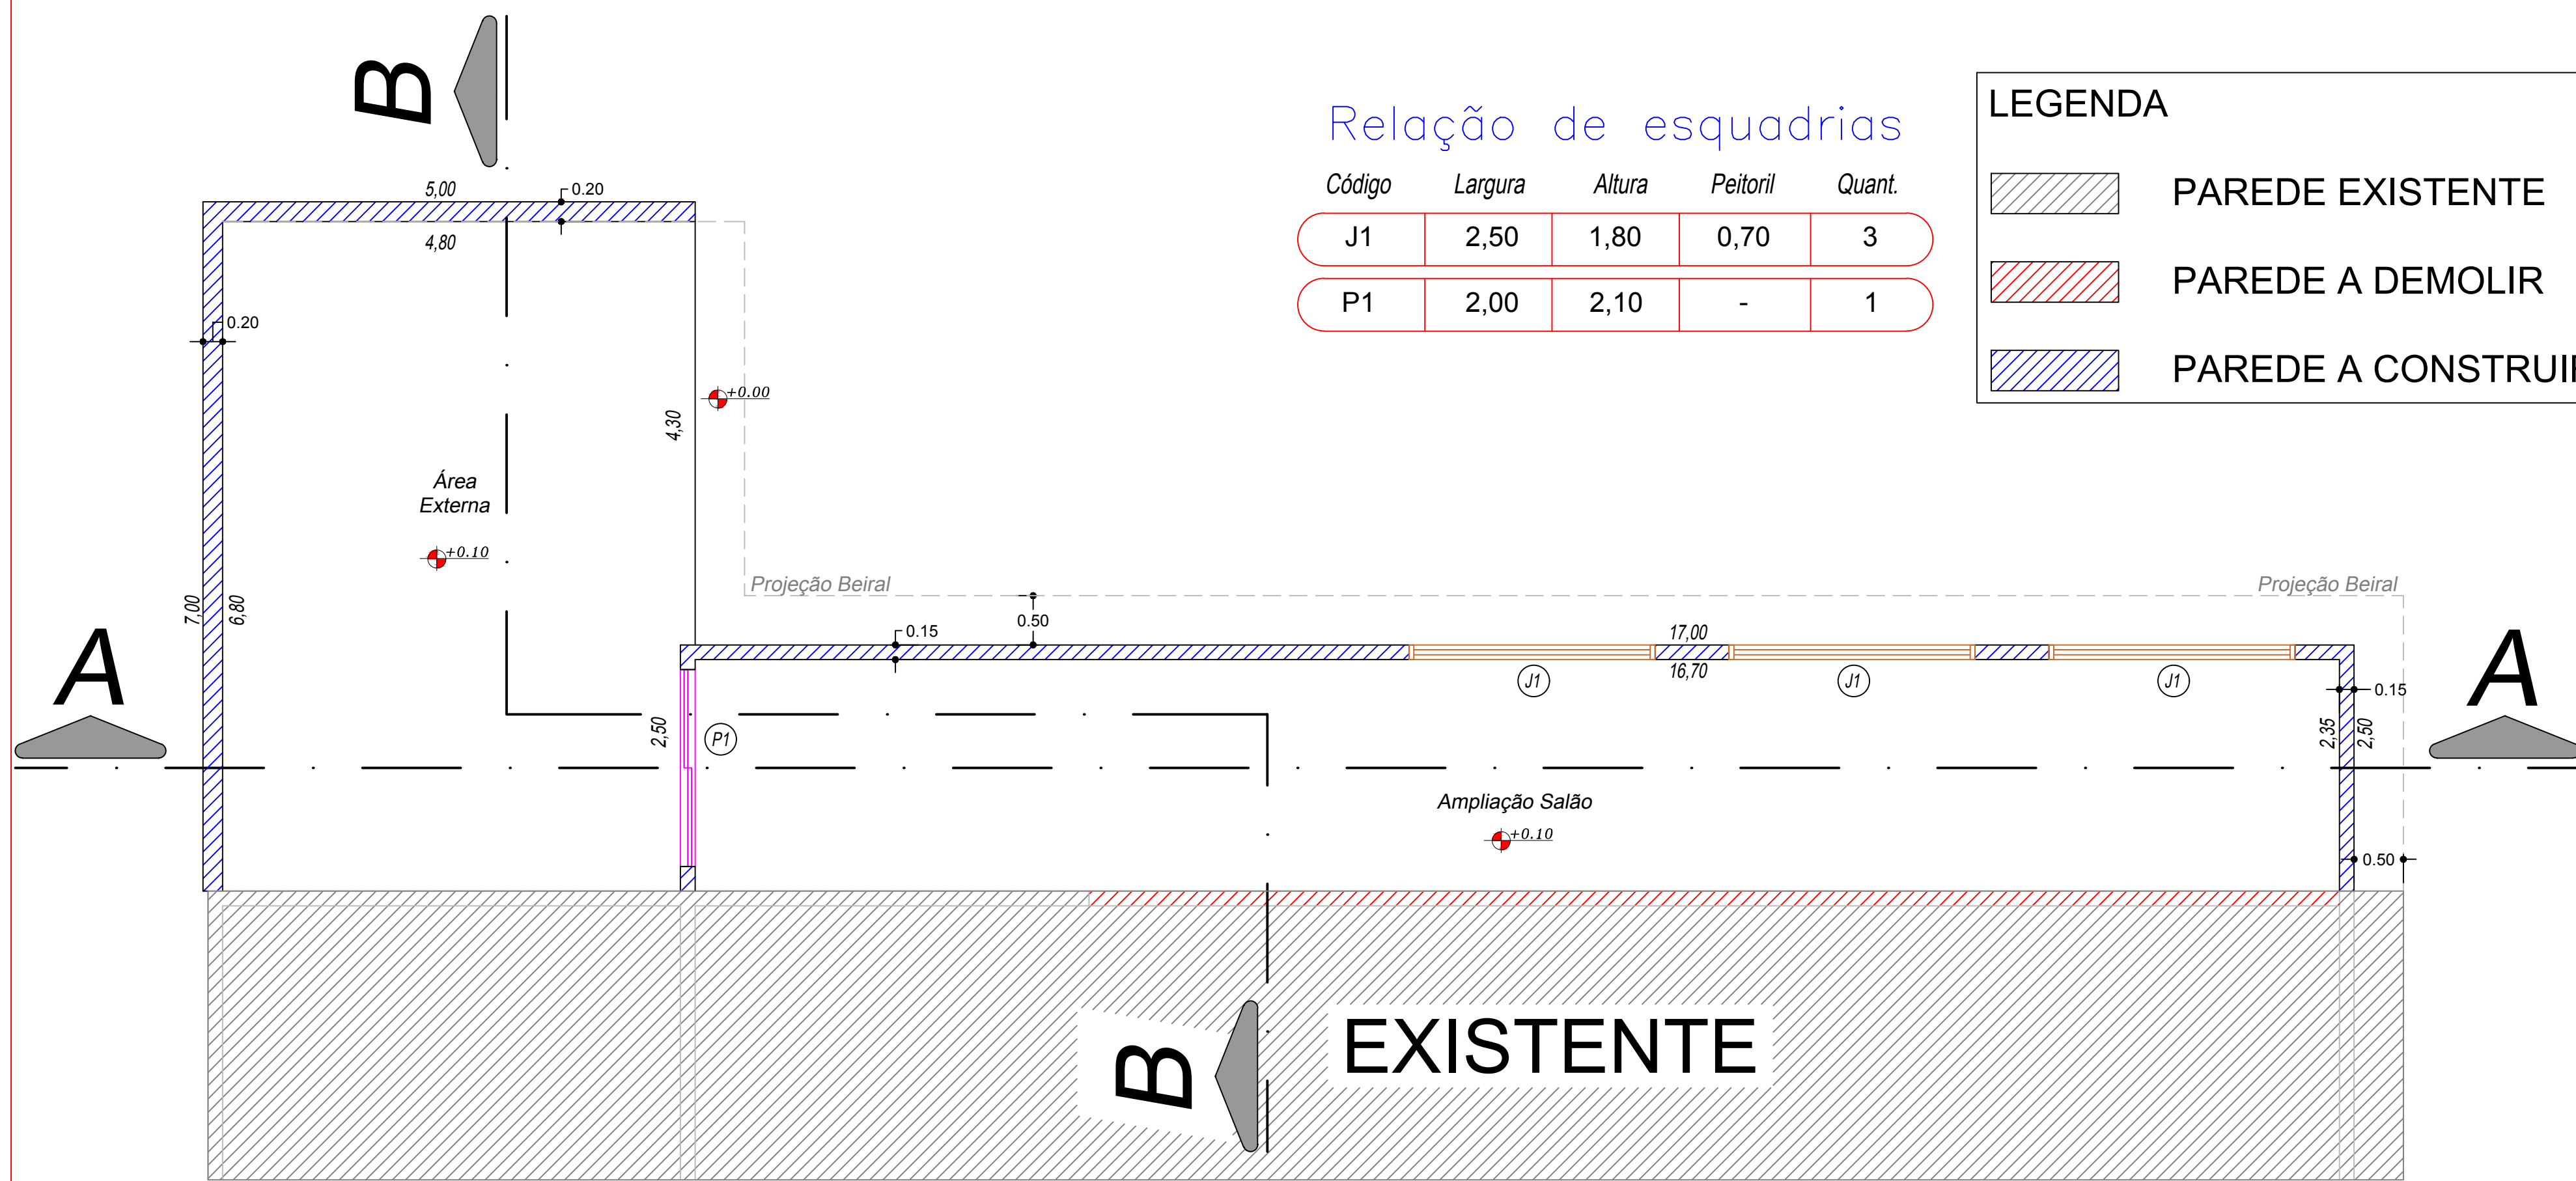 B
Relação de esquadrias
Código Largura Altura Peitoril Quant.
J1 2,50 1,80 0,70 3
P1 2,00 2,10 - 1
LEGENDA
PAREDE EXISTENTE
PAREDE A DEMOLIR
PAREDE A CONSTRUIR
5,00
0.20
4,80
0.20
+0.00
4,30
Área
Externa
+0.10
7,00
6,80
Projeção Beiral
Projeção Beiral
0.50
0.15
17,00
16,70
A
A
J1
J1
J1
0.15
2,50
P1
2,35
2,50
Ampliação Salão
+0.10
0.50
EXISTENTE
B